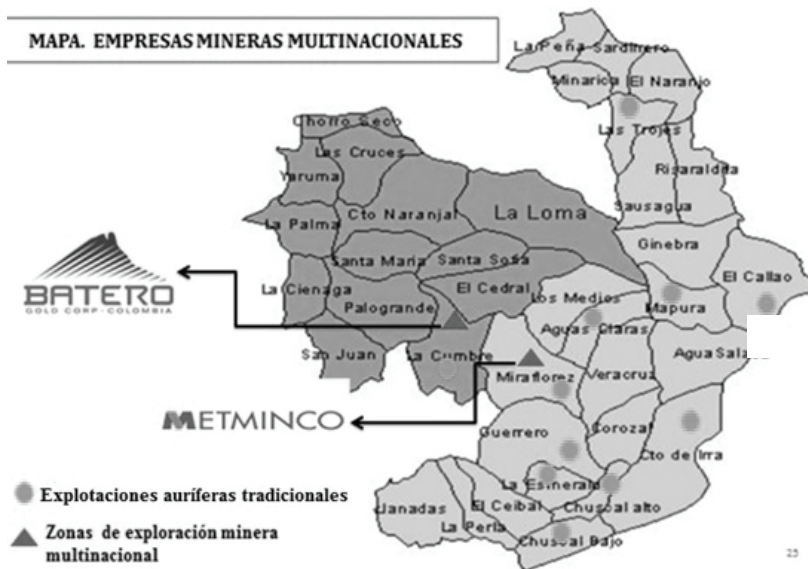 MAPA. EMPRESAS MINERAS MULTINACIONALES
La Peña
Sardinero
Minarica
El Naranjo
Las Trojes
Risaraldita
Sausagua
Chorro Seco
Las Cruces
Yaruma
Cto Naranjal
La Loma
La Palma
Ginebra
Santa Maria
Santa Sofia
El Callao
La Cienaga
El Cedral
Los Medios
Mapura
Palogrande
Aguas Claras
San Juan
La Cumbre
Miraflorez
Veracruz
Agua Sala
BATERO
GOLD CORP - COLOMBIA
METMINCO
Guerrero
Corozal
Cto de Irra
La Esmeralda
Chuscal alto
Llanadas
El Ceibal
La Perla
Chuscal Bajo
Explotaciones auríferas tradicionales
Zonas de exploración minera
multinacional
25